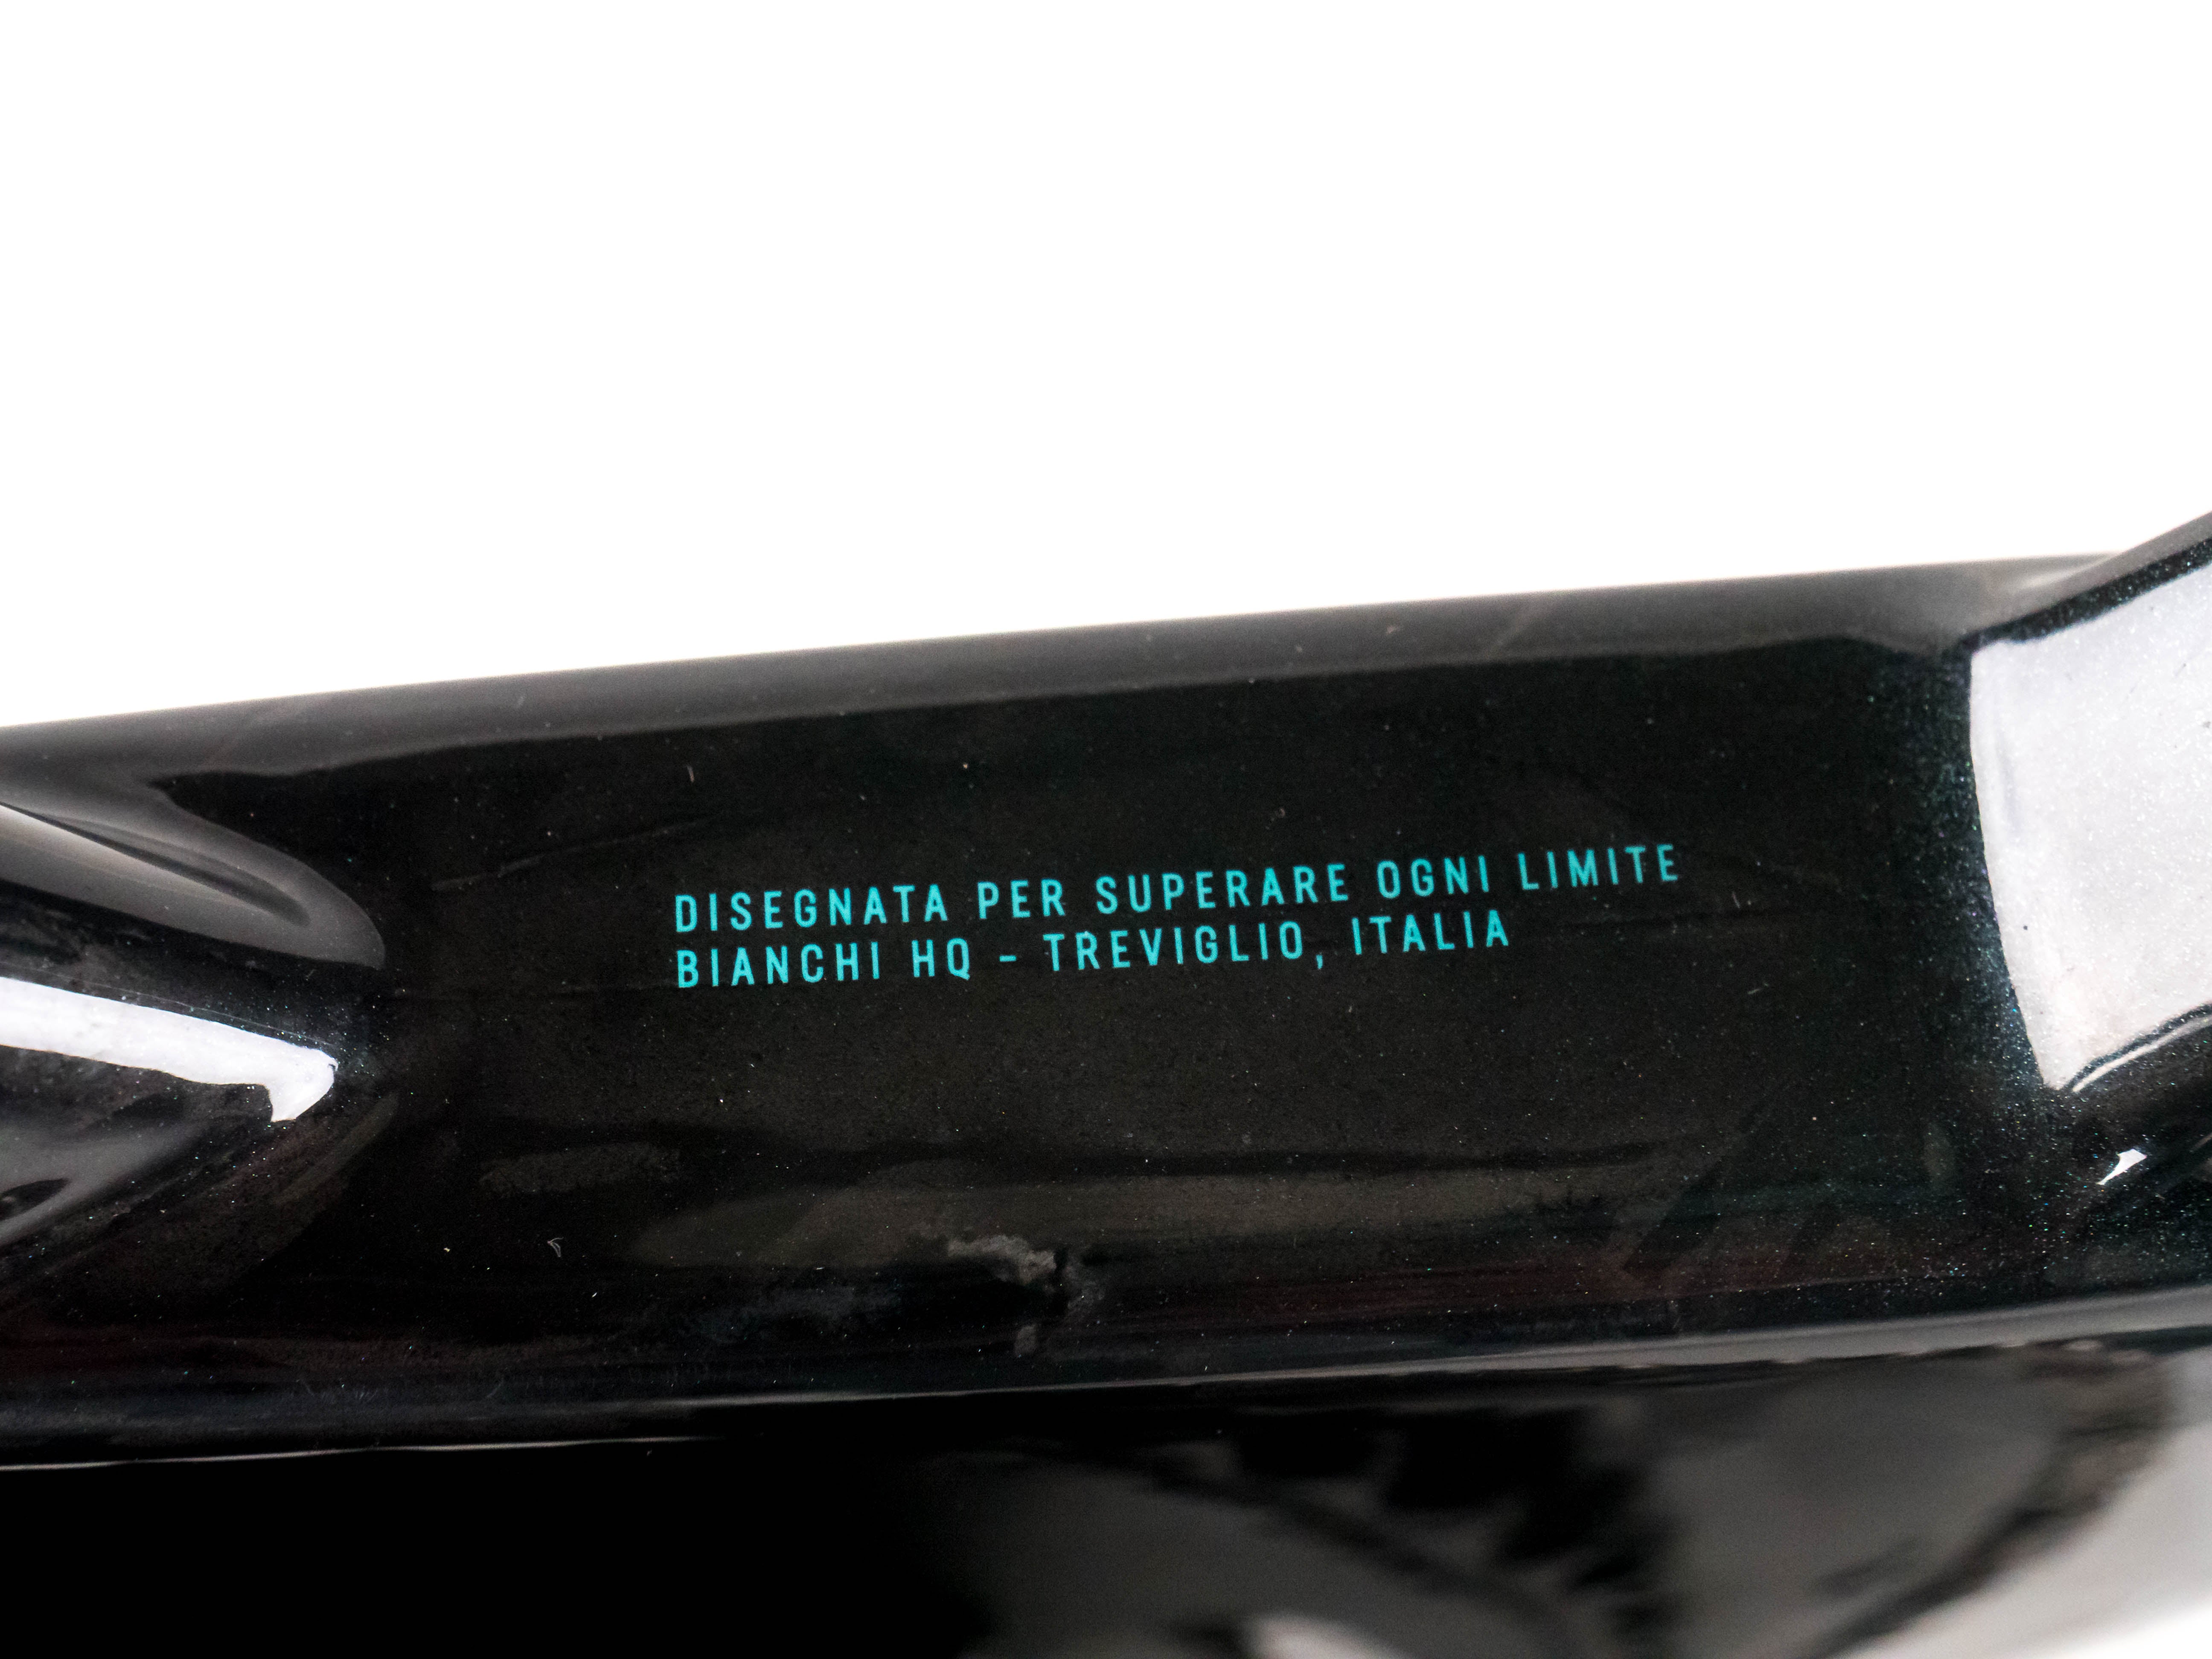 DISEGNATA PER SUPERARE OGNI LIMITE
BIANCHI HQ - TREVIGLIO, ITALIA